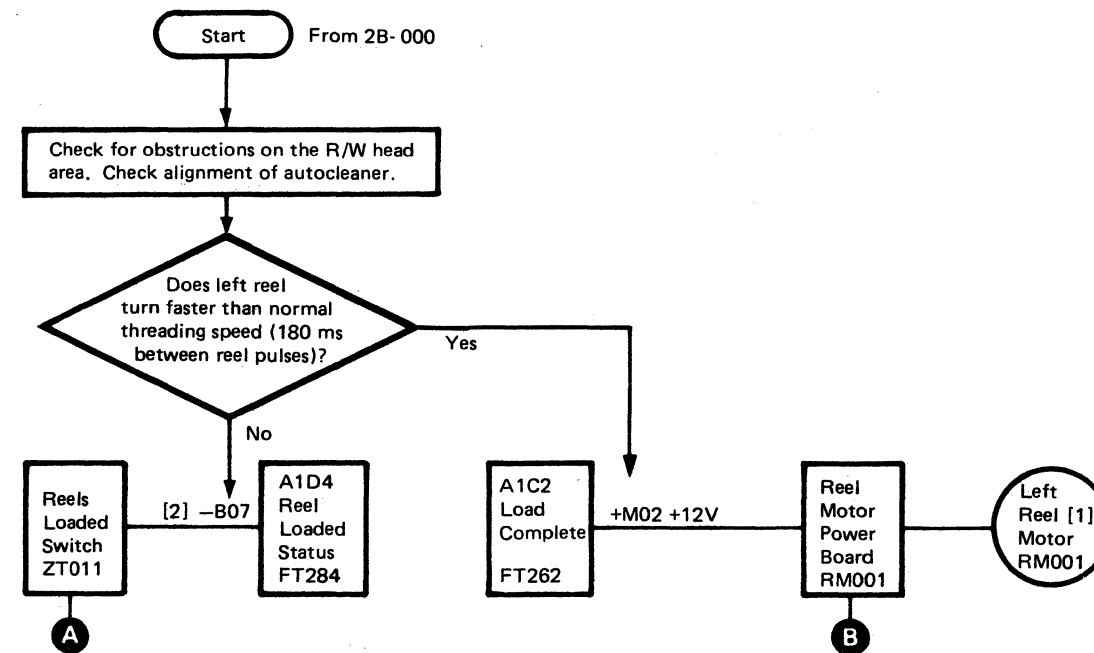 Start
From 2B- 000
Check for obstructions on the R/W head
area. Check alignment of autocleaner.
Does left reel
turn faster than normal
threading speed (180 ms
between reel pulses)?
Yes
No
Reels
Loaded
Switch
ZT011
[2] –B07
A1D4
Reel
Loaded
Status
FT284
A1C2
Load
Complete
FT262
+M02 +12V
Reel
Motor
Power
Board
RM001
Left
Reel [1]
Motor
RM001
A
B